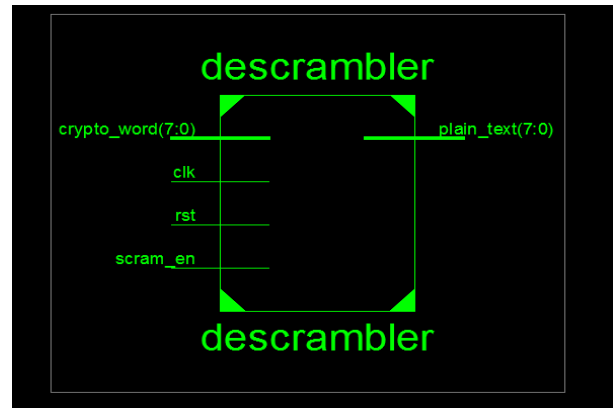 descrambler
crypto_word(7:0)
plain_text(7:0)
clk
rst
scram_en
descrambler